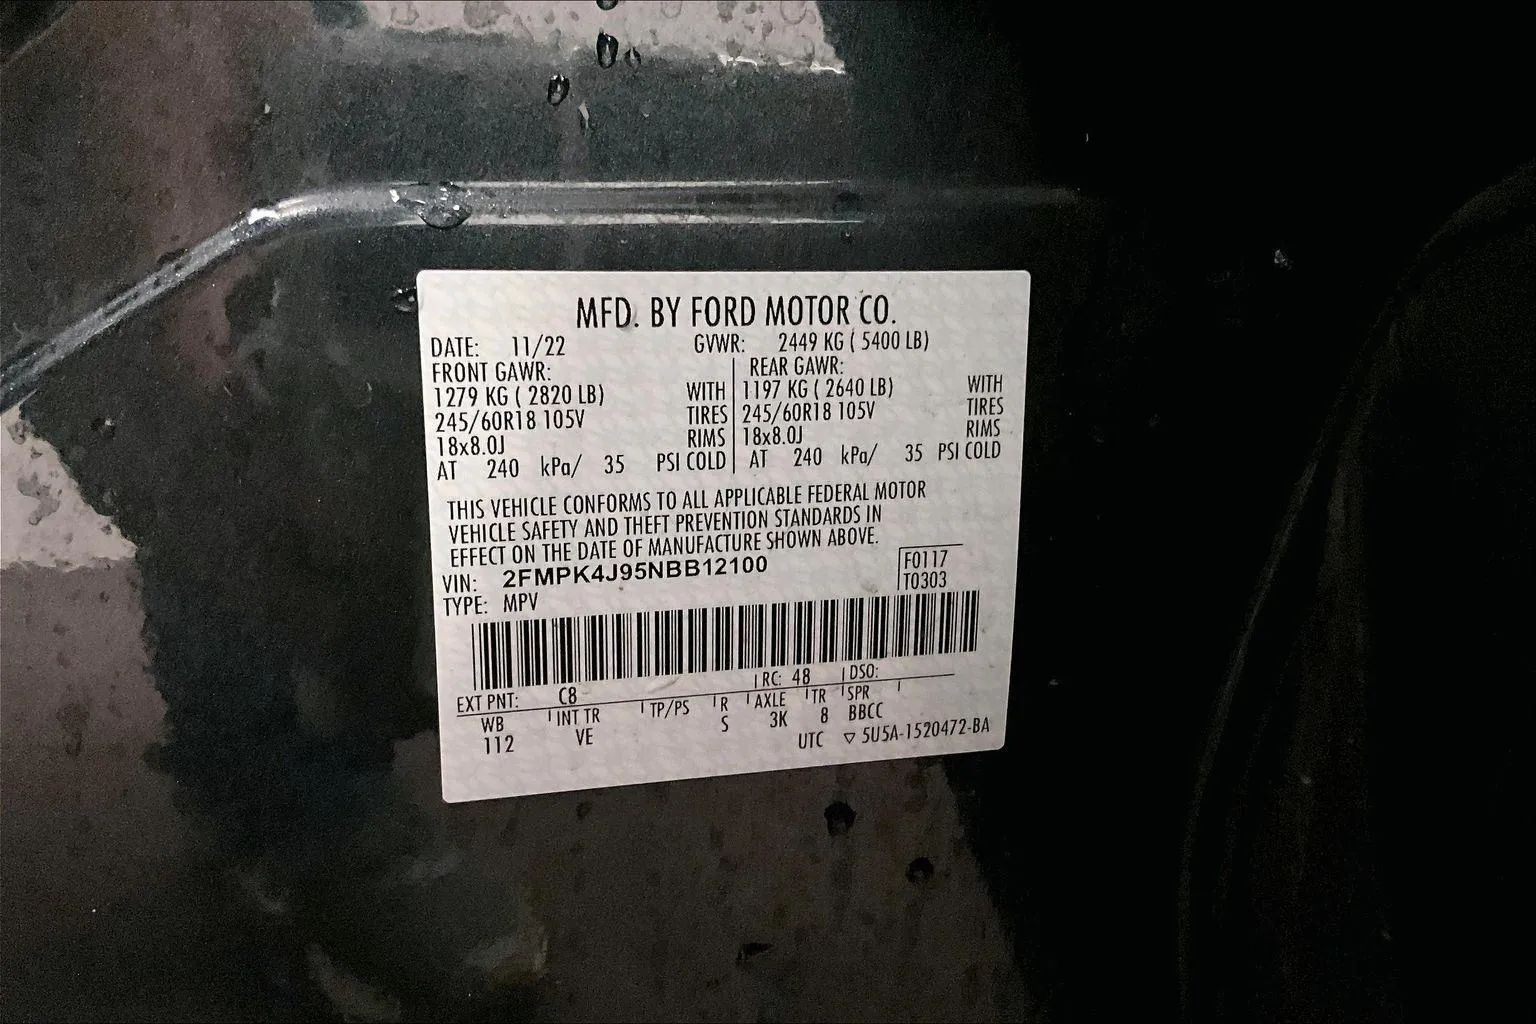 MFD. BY FORD MOTOR CO.
DATE: 11/22 GVWR: 2449 KG ( 5400 LB)
FRONT GAWR: REAR GAWR:
1279 KG ( 2820 LB) WITH 1197 KG ( 2640 LB) WITH
245/60R18 105V TIRES 245/60R18 105V TIRES
18x8.0J RIMS 18x8.0J RIMS
AT 240 kPa/ 35 PSI COLD AT 240 kPa/ 35 PSI COLD
THIS VEHICLE CONFORMS TO ALL APPLICABLE FEDERAL MOTOR
VEHICLE SAFETY AND THEFT PREVENTION STANDARDS IN
EFFECT ON THE DATE OF MANUFACTURE SHOWN ABOVE.
VIN: 2FMPK4J95NBB12100 F0117
TYPE: MPV T0303
EXT PNT: C8 RC: 48 DSO:
WB INT TR TP/PS R AXLE TR SPR
112 VE S 3K 8 BBCC
UTC ▽ 5U5A-1520472-BA